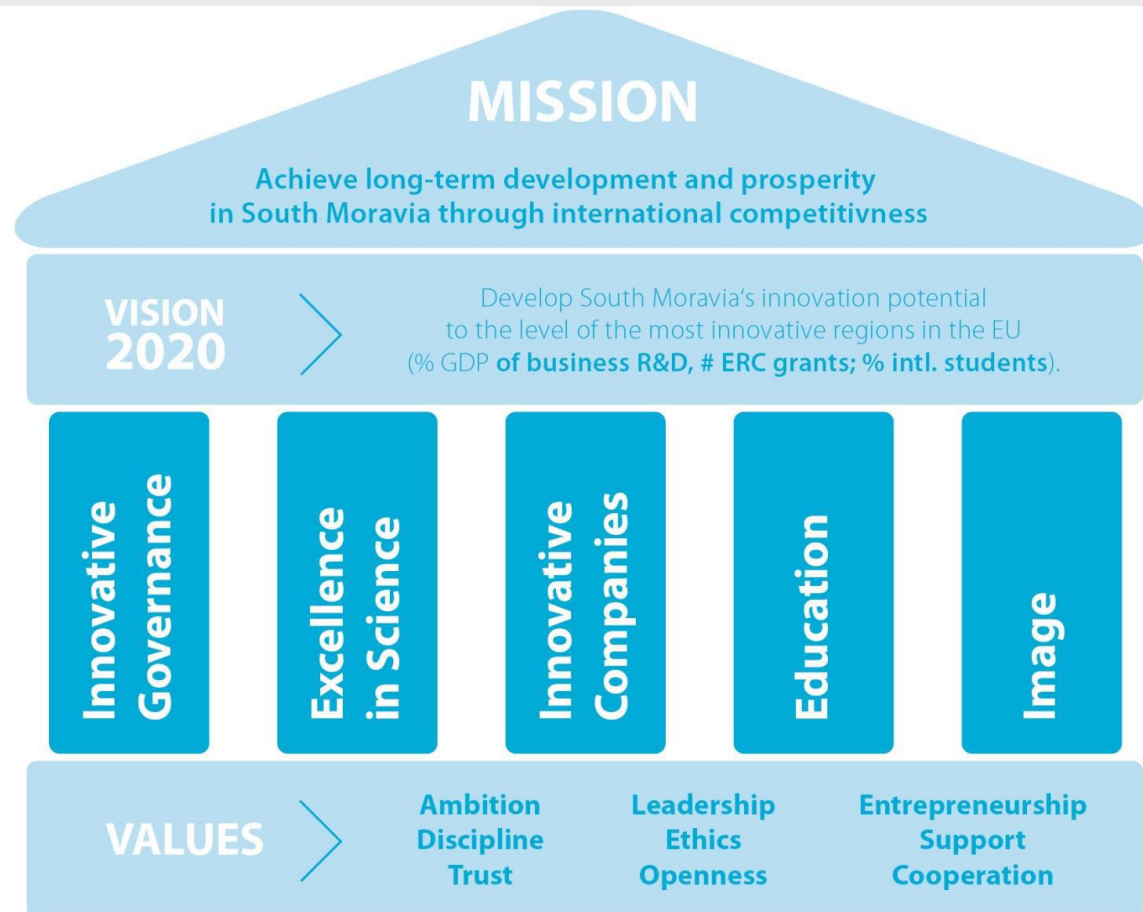 MISSION
Achieve long-term development and prosperity
in South Moravia through international competitivness
VISION
2020
Develop South Moravia‘s innovation potential
to the level of the most innovative regions in the EU
(% GDP of business R&D, # ERC grants; % intl. students).
Innovative
Governance
Excellence
in Science
Innovative
Companies
Education
Image
VALUES
Ambition
Discipline
Trust
Leadership
Ethics
Openness
Entrepreneurship
Support
Cooperation